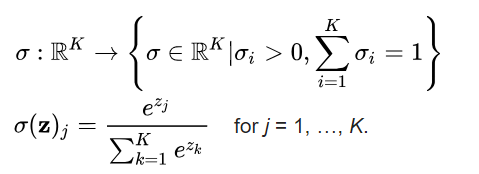 σ : ℝ^K → { σ ∈ ℝ^K | σ_i > 0, ∑_{i=1}^{K} σ_i = 1 }
σ(𝐳)_j = e^{z_j} / ∑_{k=1}^{K} e^{z_k} for j = 1, …, K.